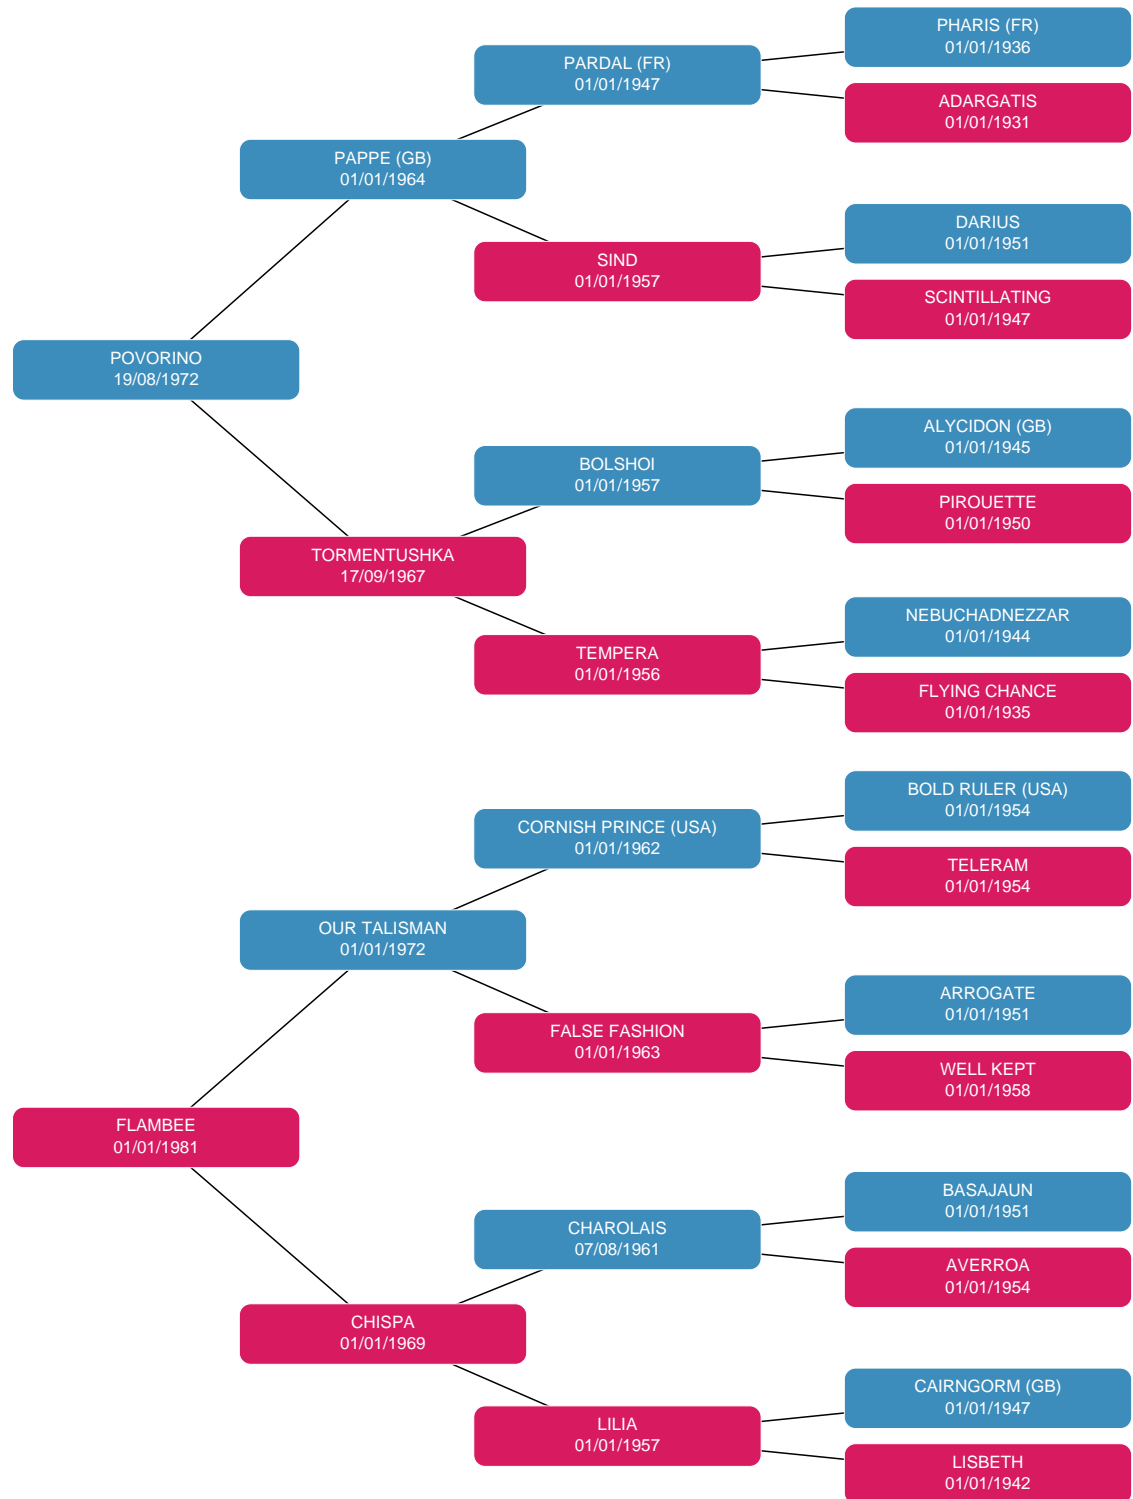 PHARIS (FR)
01/01/1936
PARDAL (FR)
01/01/1947
ADARGATIS
01/01/1931
PAPPE (GB)
01/01/1964
DARIUS
01/01/1951
SIND
01/01/1957
SCINTILLATING
01/01/1947
POVORINO
19/08/1972
ALYCIDON (GB)
01/01/1945
BOLSHOI
01/01/1957
PIROUETTE
01/01/1950
TORMENTUSHKA
17/09/1967
NEBUCHADNEZZAR
01/01/1944
TEMPERA
01/01/1956
FLYING CHANCE
01/01/1935
BOLD RULER (USA)
01/01/1954
CORNISH PRINCE (USA)
01/01/1962
TELERAM
01/01/1954
OUR TALISMAN
01/01/1972
ARROGATE
01/01/1951
FALSE FASHION
01/01/1963
WELL KEPT
01/01/1958
FLAMBEE
01/01/1981
BASAJAUN
01/01/1951
CHAROLAIS
07/08/1961
AVERROA
01/01/1954
CHISPA
01/01/1969
CAIRNGORM (GB)
01/01/1947
LILIA
01/01/1957
LISBETH
01/01/1942